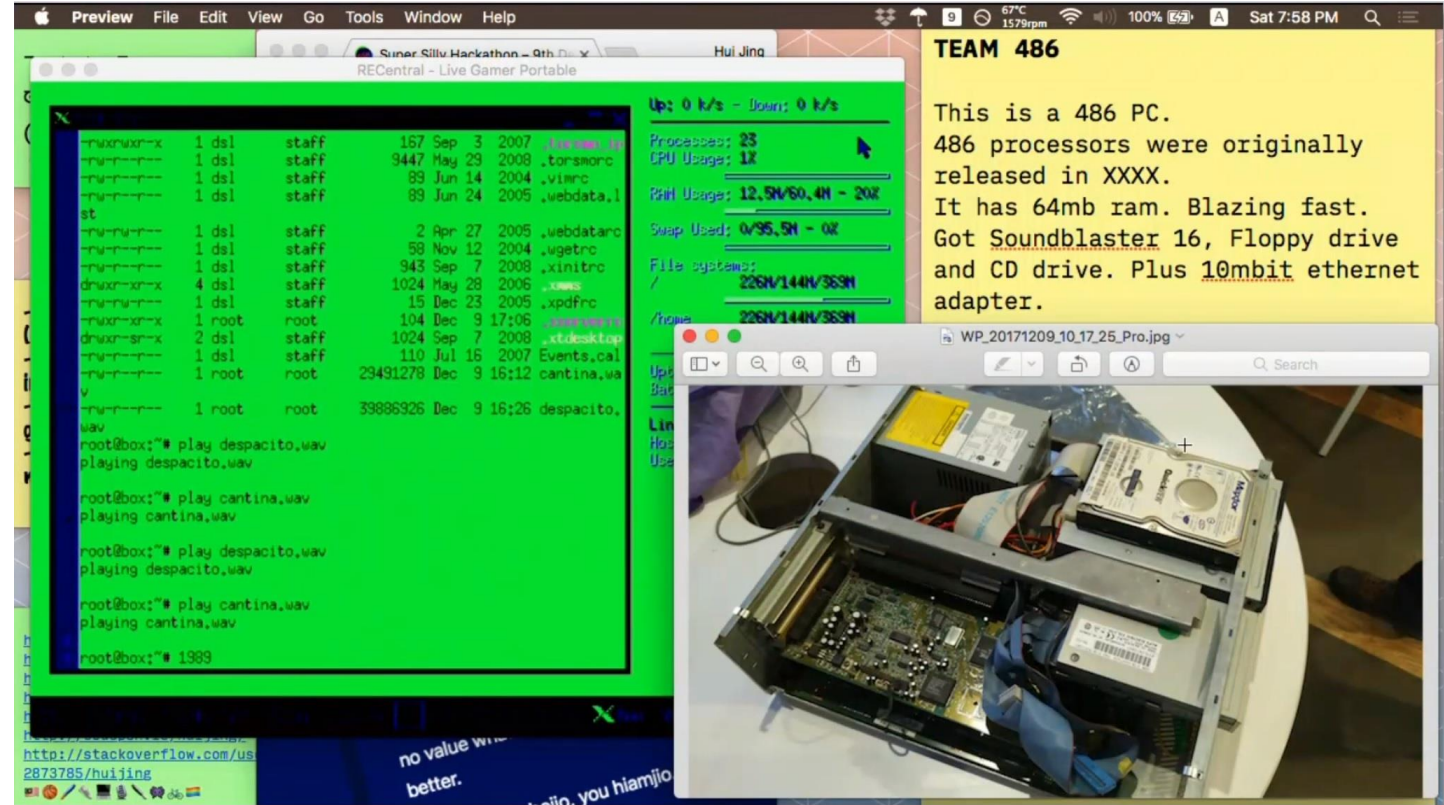 Preview File Edit View Go Tools Window Help
9
67°C
1579rpm
100%
A
Sat 7:58 PM
Super Silly Hackathon – 9th
Hui Jing
RECentral - Live Gamer Portable
-rwxrwxr-x 1 dsl staff 167 Sep 3 2007
-rw-r--r-- 1 dsl staff 9447 May 29 2008 .torsmorc
-rw-r--r-- 1 dsl staff 89 Jun 14 2004 .vimrc
-rw-r--r-- 1 dsl staff 89 Jun 24 2005 .webdata.l
st
-rw-r--r-- 1 dsl staff 2 Apr 27 2005 .webdatarc
-rw-r--r-- 1 dsl staff 58 Nov 12 2004 .wgetrc
-rw-r--r-- 1 dsl staff 943 Sep 7 2008 .xinitrc
drwxr-xr-x 4 dsl staff 1024 May 28 2006 .xmms
-rw-r--r-- 1 dsl staff 15 Dec 23 2005 .xpdfrc
-rwxr-xr-x 1 root root 104 Dec 9 17:06
drwxr-sr-x 2 dsl staff 1024 Sep 7 2008 .xtdesktop
-rw-r--r-- 1 dsl staff 110 Jul 16 2007 Events.cal
-rw-r--r-- 1 root root 29491278 Dec 9 16:12 cantina.wa
v
-rw-r--r-- 1 root root 39886926 Dec 9 16:26 despacito.
wav
root@box:~# play despacito.wav
playing despacito.wav
root@box:~# play cantina.wav
playing cantina.wav
root@box:~# play despacito.wav
playing despacito.wav
root@box:~# play cantina.wav
playing cantina.wav
root@box:~# 1989
Up: 0 k/s - Down: 0 k/s
Processes: 23
CPU Usage: 1%
RAM Usage: 12.5M/60.4M - 20%
Swap Used: 0/95.5M - 0%
File systems:
/ 226M/144M/369M
/home 226M/144M/369M
TEAM 486
This is a 486 PC.
486 processors were originally
released in XXXX.
It has 64mb ram. Blazing fast.
Got Soundblaster 16, Floppy drive
and CD drive. Plus 10mbit ethernet
adapter.
WP_20171209_10_17_25_Pro.jpg
Search
Maxtor
http://stackoverflow.com/us
2873785/huijing
no value
better.
you hiamjio